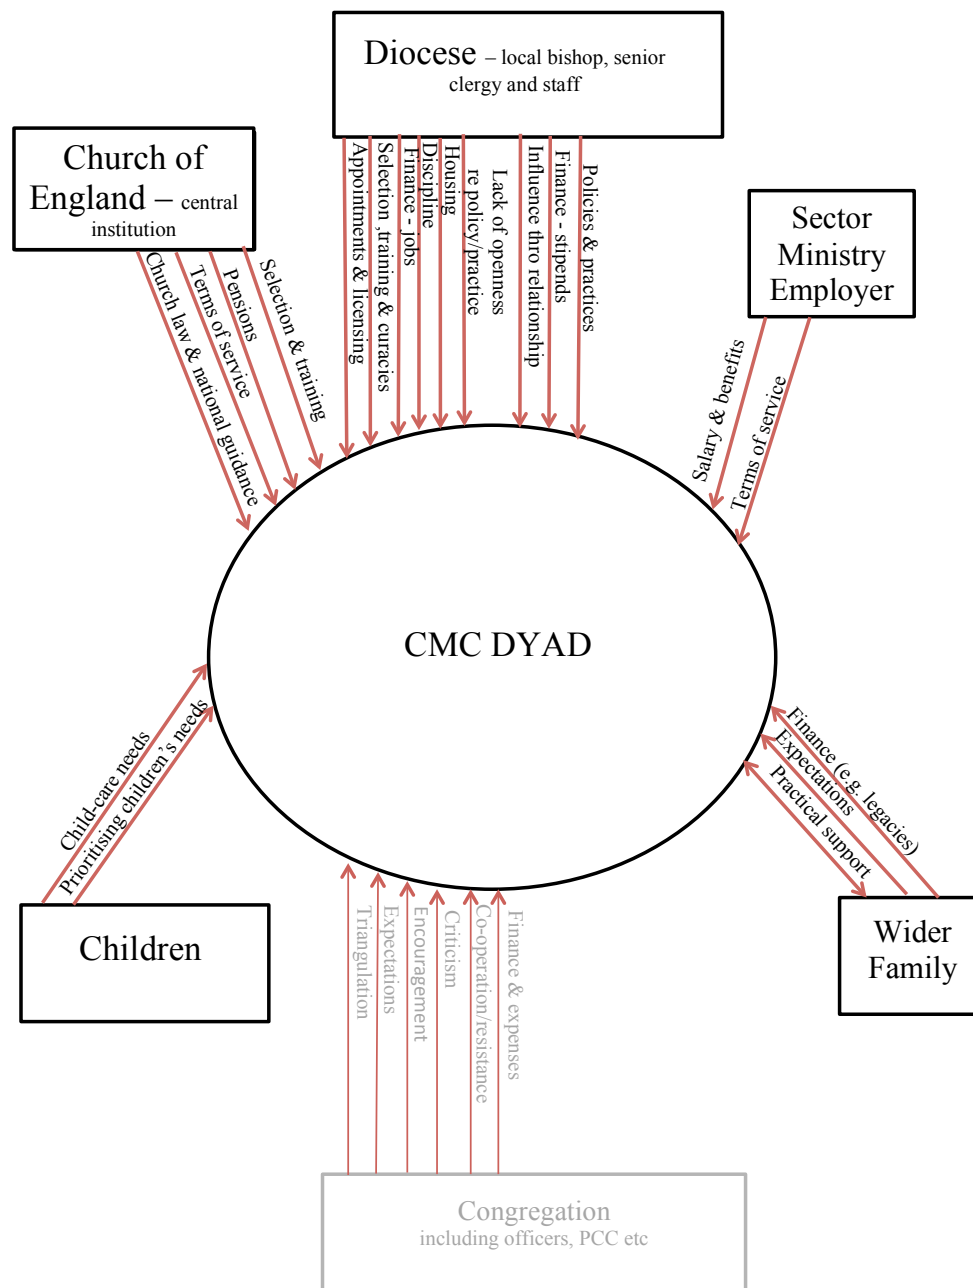 Diocese – local bishop, senior
clergy and staff
Church of
England – central
institution
Sector
Ministry
Employer
Church law & national guidance
Terms of service
Pensions
Selection & training
Appointments & licensing
Selection ,training & curacies
Finance - jobs
Discipline
Housing
Lack of openness
re policy/practice
Influence thro relationship
Finance - stipends
Policies & practices
Salary & benefits
Terms of service
CMC DYAD
Child-care needs
Prioritising children’s needs
Finance (e.g. legacies)
Expectations
Practical support
Children
Wider
Family
Triangulation
Expectations
Encouragement
Criticism
Co-operation/resistance
Finance & expenses
Congregation
including officers, PCC etc